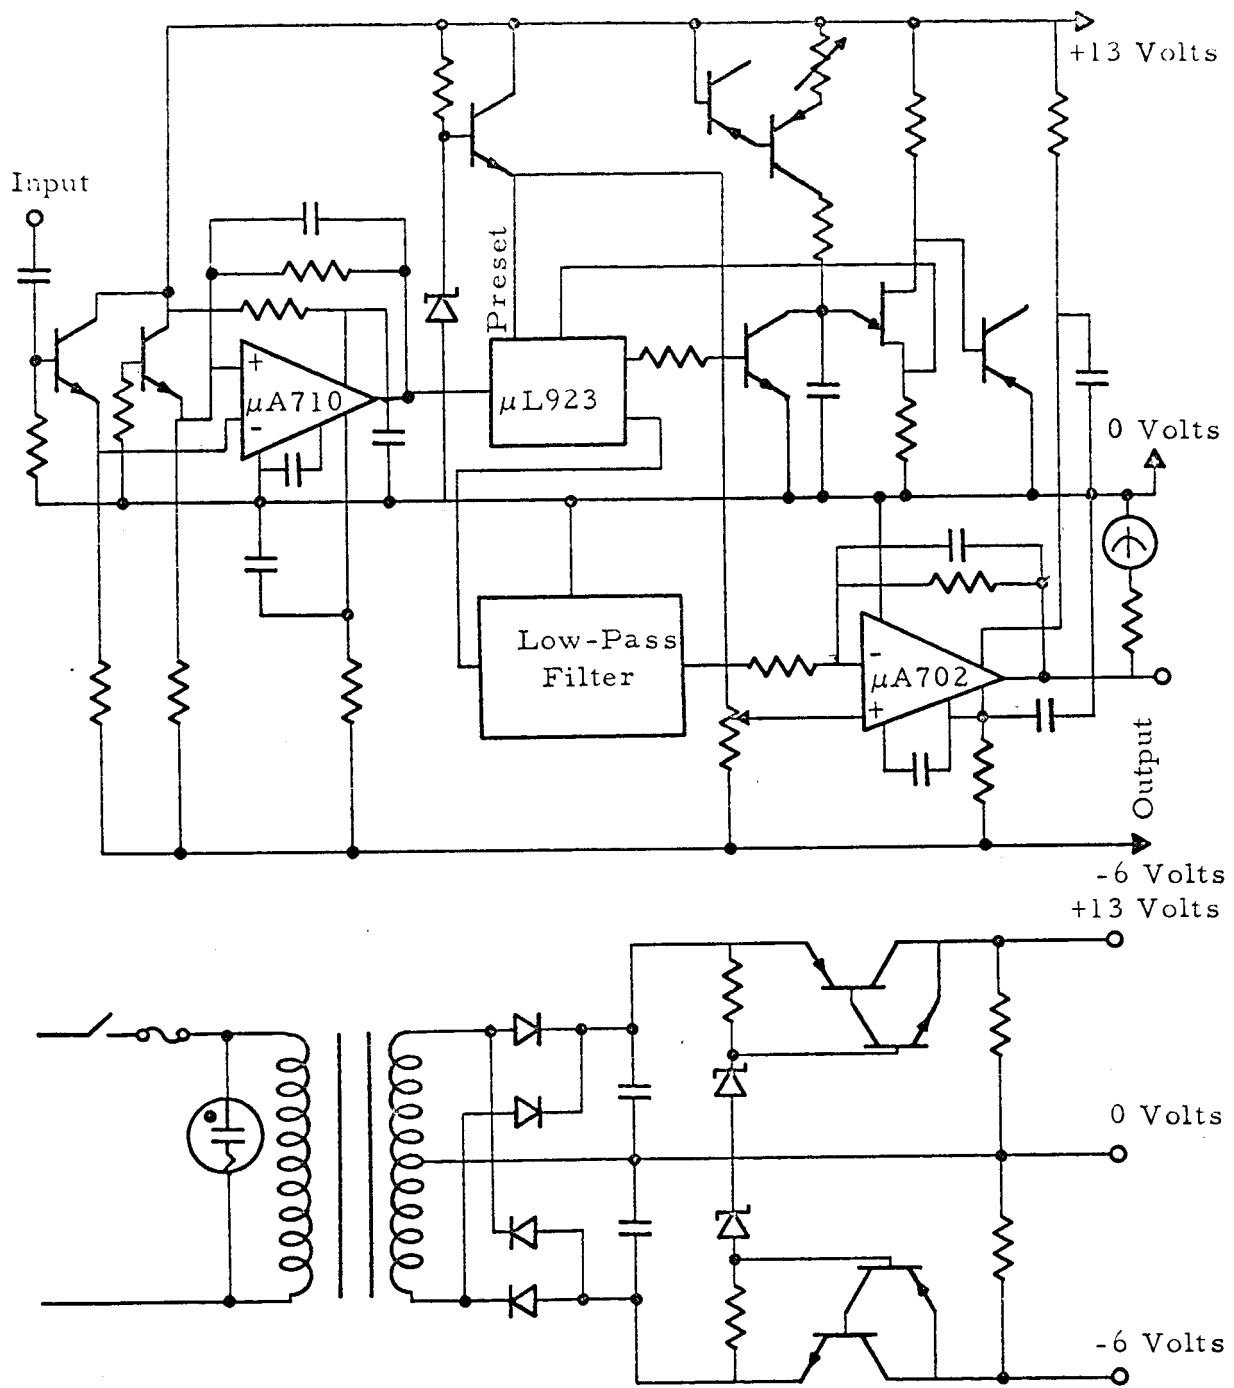 +13 Volts
Input
Preset
+
μA710
-
μL923
0 Volts
Low-Pass
Filter
-
μA702
+
Output
-6 Volts
+13 Volts
0 Volts
-6 Volts